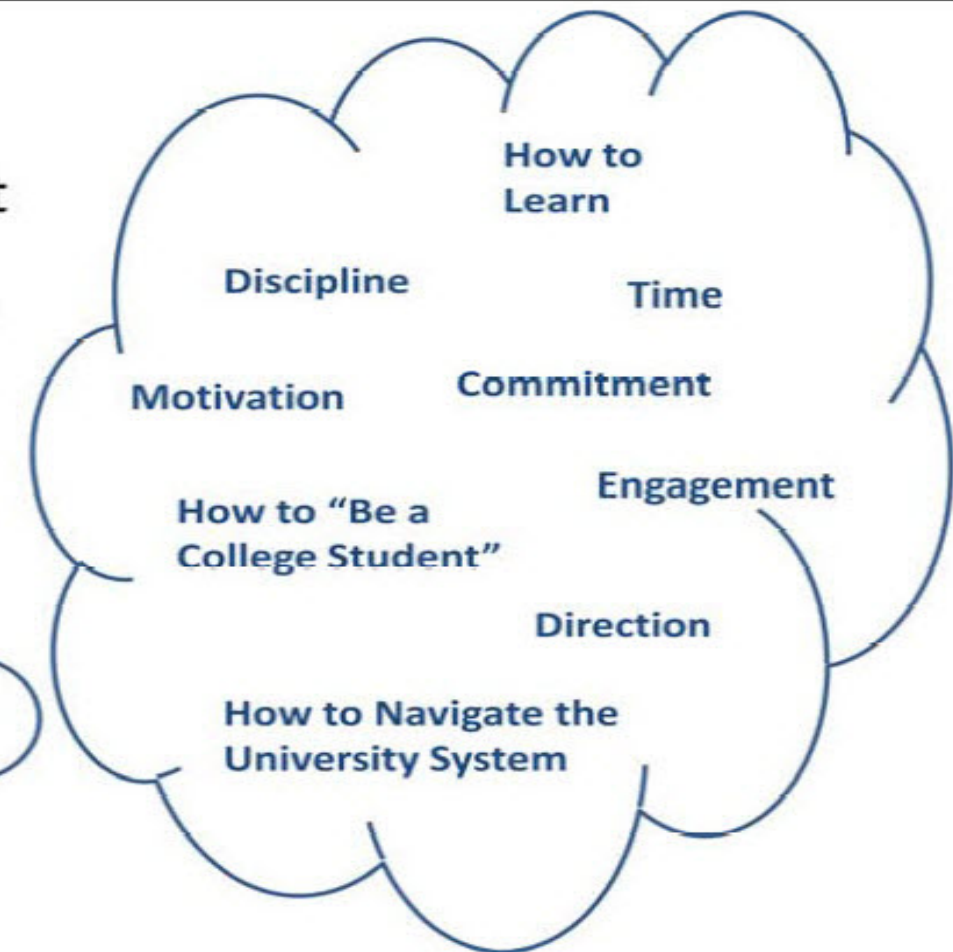 How to
Learn
Discipline
Time
Motivation
Commitment
Engagement
How to “Be a
College Student”
Direction
How to Navigate the
University System